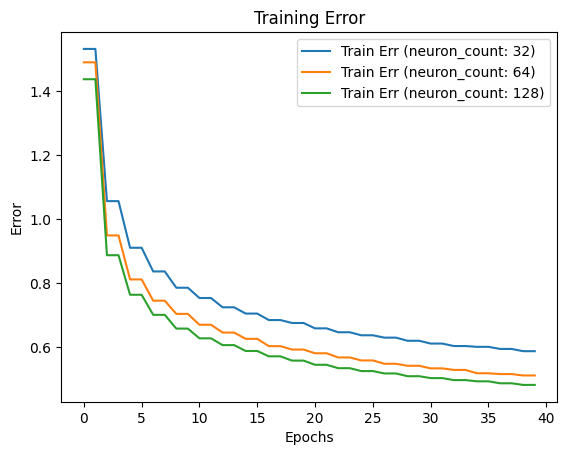 Training Error
Train Err (neuron_count: 32)
Train Err (neuron_count: 64)
Train Err (neuron_count: 128)
1.4
1.2
1.0
0.8
0.6
Error
0 5 10 15 20 25 30 35 40
Epochs